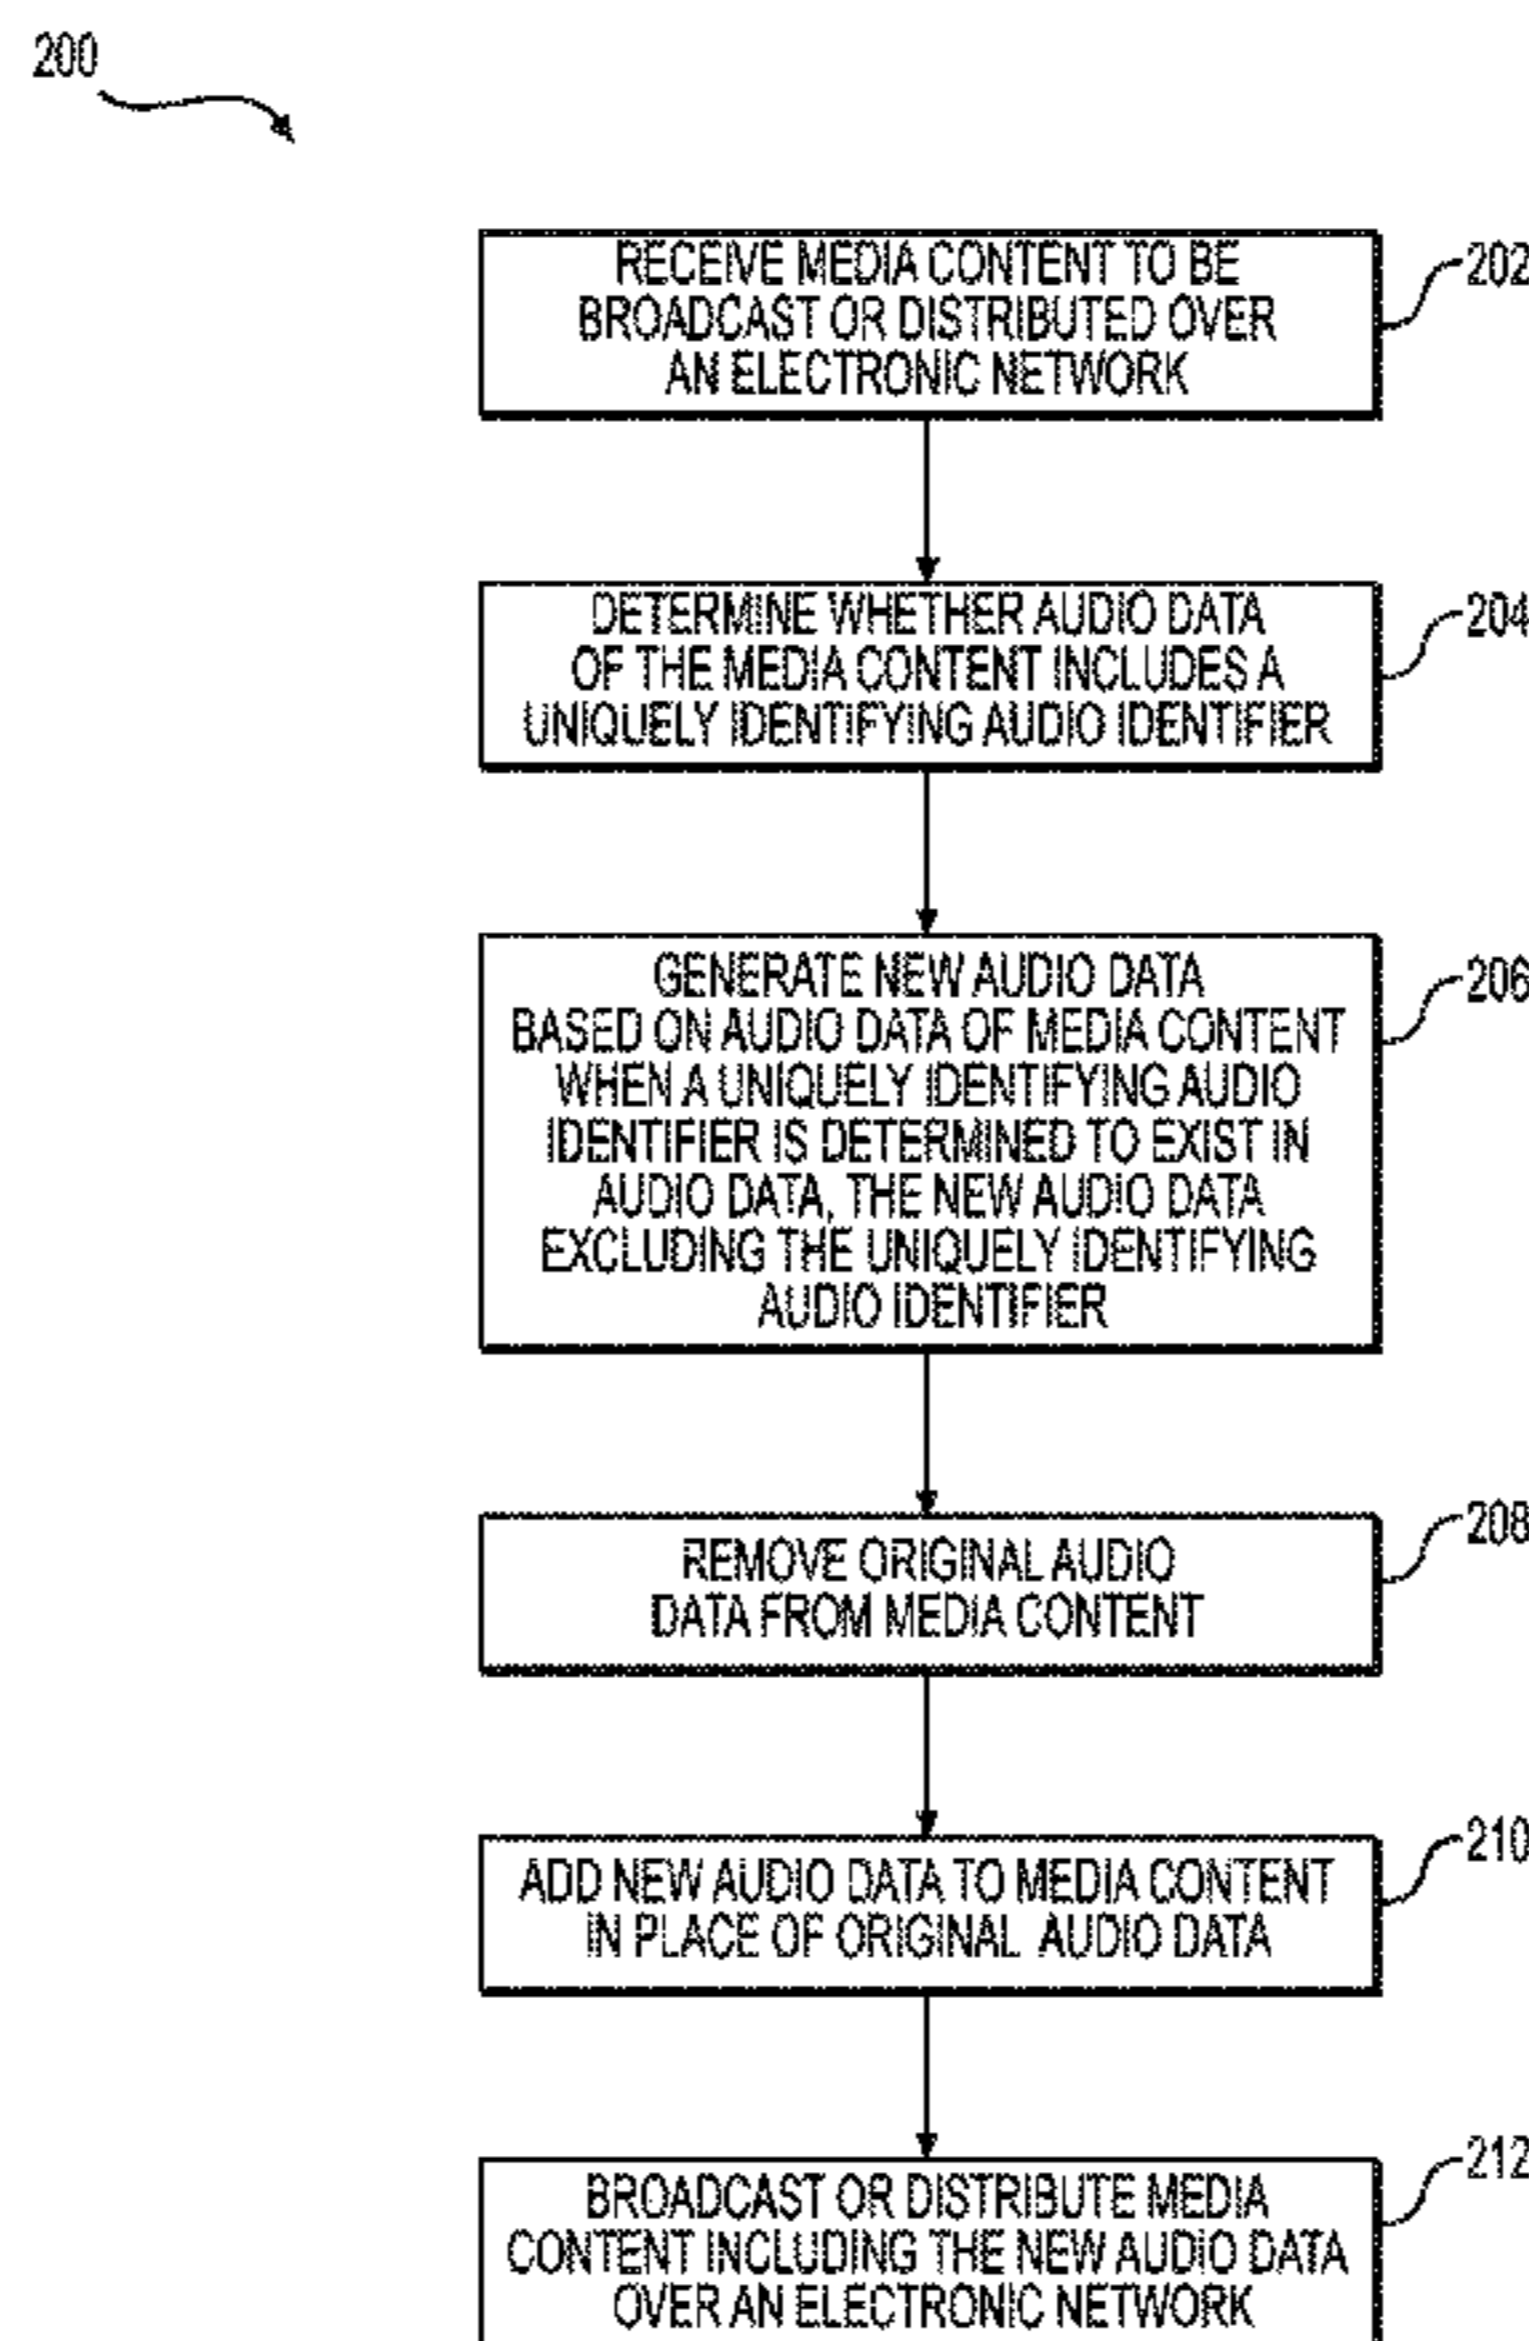 200
RECEIVE MEDIA CONTENT TO BE
BROADCAST OR DISTRIBUTED OVER
AN ELECTRONIC NETWORK
202
DETERMINE WHETHER AUDIO DATA
OF THE MEDIA CONTENT INCLUDES A
UNIQUELY IDENTIFYING AUDIO IDENTIFIER
204
GENERATE NEW AUDIO DATA
BASED ON AUDIO DATA OF MEDIA CONTENT
WHEN A UNIQUELY IDENTIFYING AUDIO
IDENTIFIER IS DETERMINED TO EXIST IN
AUDIO DATA, THE NEW AUDIO DATA
EXCLUDING THE UNIQUELY IDENTIFYING
AUDIO IDENTIFIER
206
REMOVE ORIGINAL AUDIO
DATA FROM MEDIA CONTENT
208
ADD NEW AUDIO DATA TO MEDIA CONTENT
IN PLACE OF ORIGINAL AUDIO DATA
210
BROADCAST OR DISTRIBUTE MEDIA
CONTENT INCLUDING THE NEW AUDIO DATA
OVER AN ELECTRONIC NETWORK
212